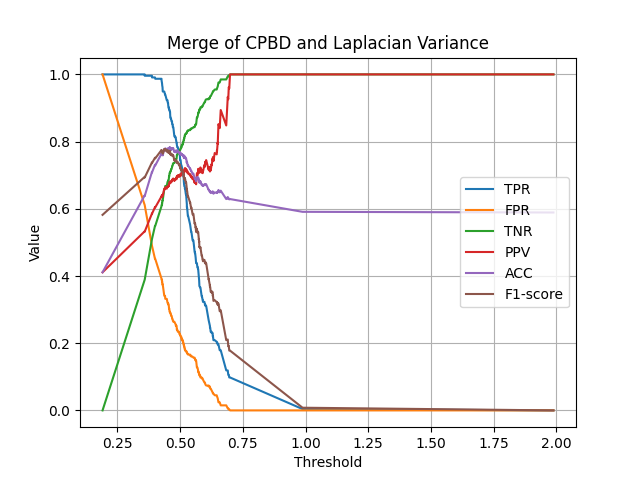 Merge of CPBD and Laplacian Variance
1.0
0.8
0.6
0.4
0.2
0.0
Value
TPR
FPR
TNR
PPV
ACC
F1-score
0.25 0.50 0.75 1.00 1.25 1.50 1.75 2.00
Threshold